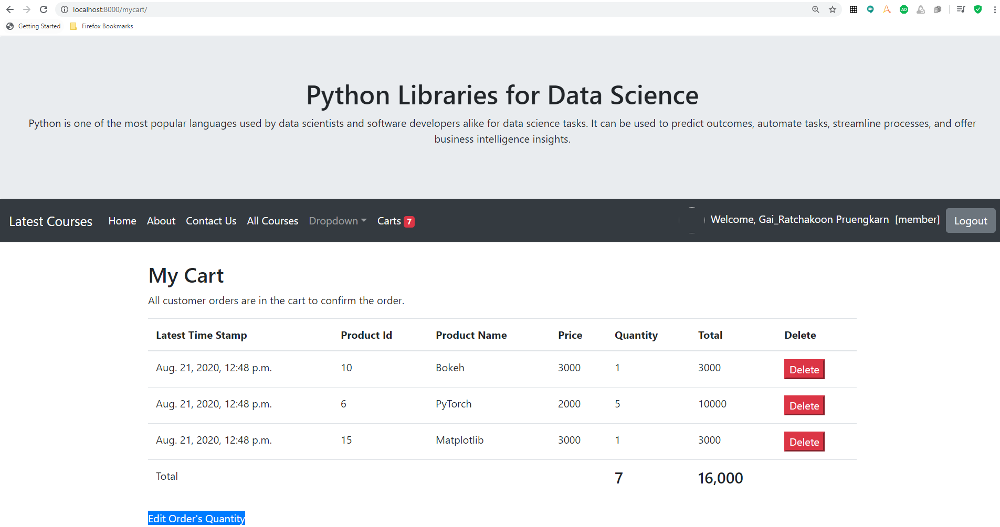 localhost:8000/mycart/
AD
Getting Started Firefox Bookmarks
Python Libraries for Data Science
Python is one of the most popular languages used by data scientists and software developers alike for data science tasks. It can be used to predict outcomes, automate tasks, streamline processes, and offer
business intelligence insights.
Latest Courses Home About Contact Us All Courses Dropdown Carts 7 Welcome, Gai_Ratchakoon Pruengkarn [member] Logout
My Cart
All customer orders are in the cart to confirm the order.
Latest Time Stamp Product Id Product Name Price Quantity Total Delete
Aug. 21, 2020, 12:48 p.m. 10 Bokeh 3000 1 3000 Delete
Aug. 21, 2020, 12:48 p.m. 6 PyTorch 2000 5 10000 Delete
Aug. 21, 2020, 12:48 p.m. 15 Matplotlib 3000 1 3000 Delete
Total 7 16,000
Edit Order's Quantity